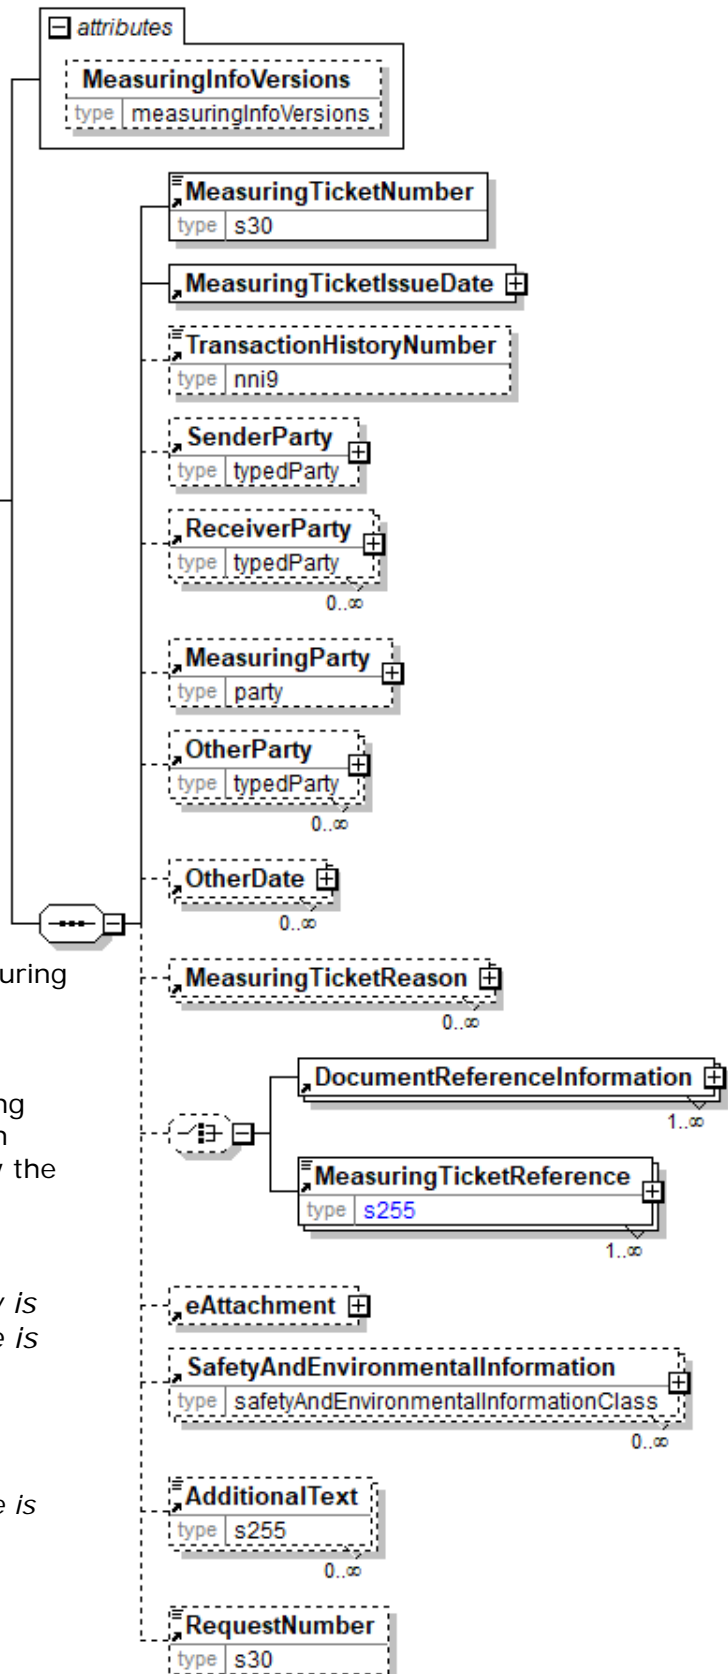 attributes
MeasuringInfoVersions
type measuringInfoVersions
MeasuringTicketNumber
type s30
MeasuringTicketIssueDate
TransactionHistoryNumber
type nni9
SenderParty
type typedParty
ReceiverParty
type typedParty
0..∞
MeasuringParty
type party
OtherParty
type typedParty
0..∞
OtherDate
0..∞
uring
MeasuringTicketReason
0..∞
DocumentReferenceInformation
1..∞
ng
n
the
MeasuringTicketReference
type s255
1..∞
is
eAttachment
e is
SafetyAndEnvironmentalInformation
type safetyAndEnvironmentalInformationClass
0..∞
AdditionalText
e is
type s255
0..∞
RequestNumber
type s30